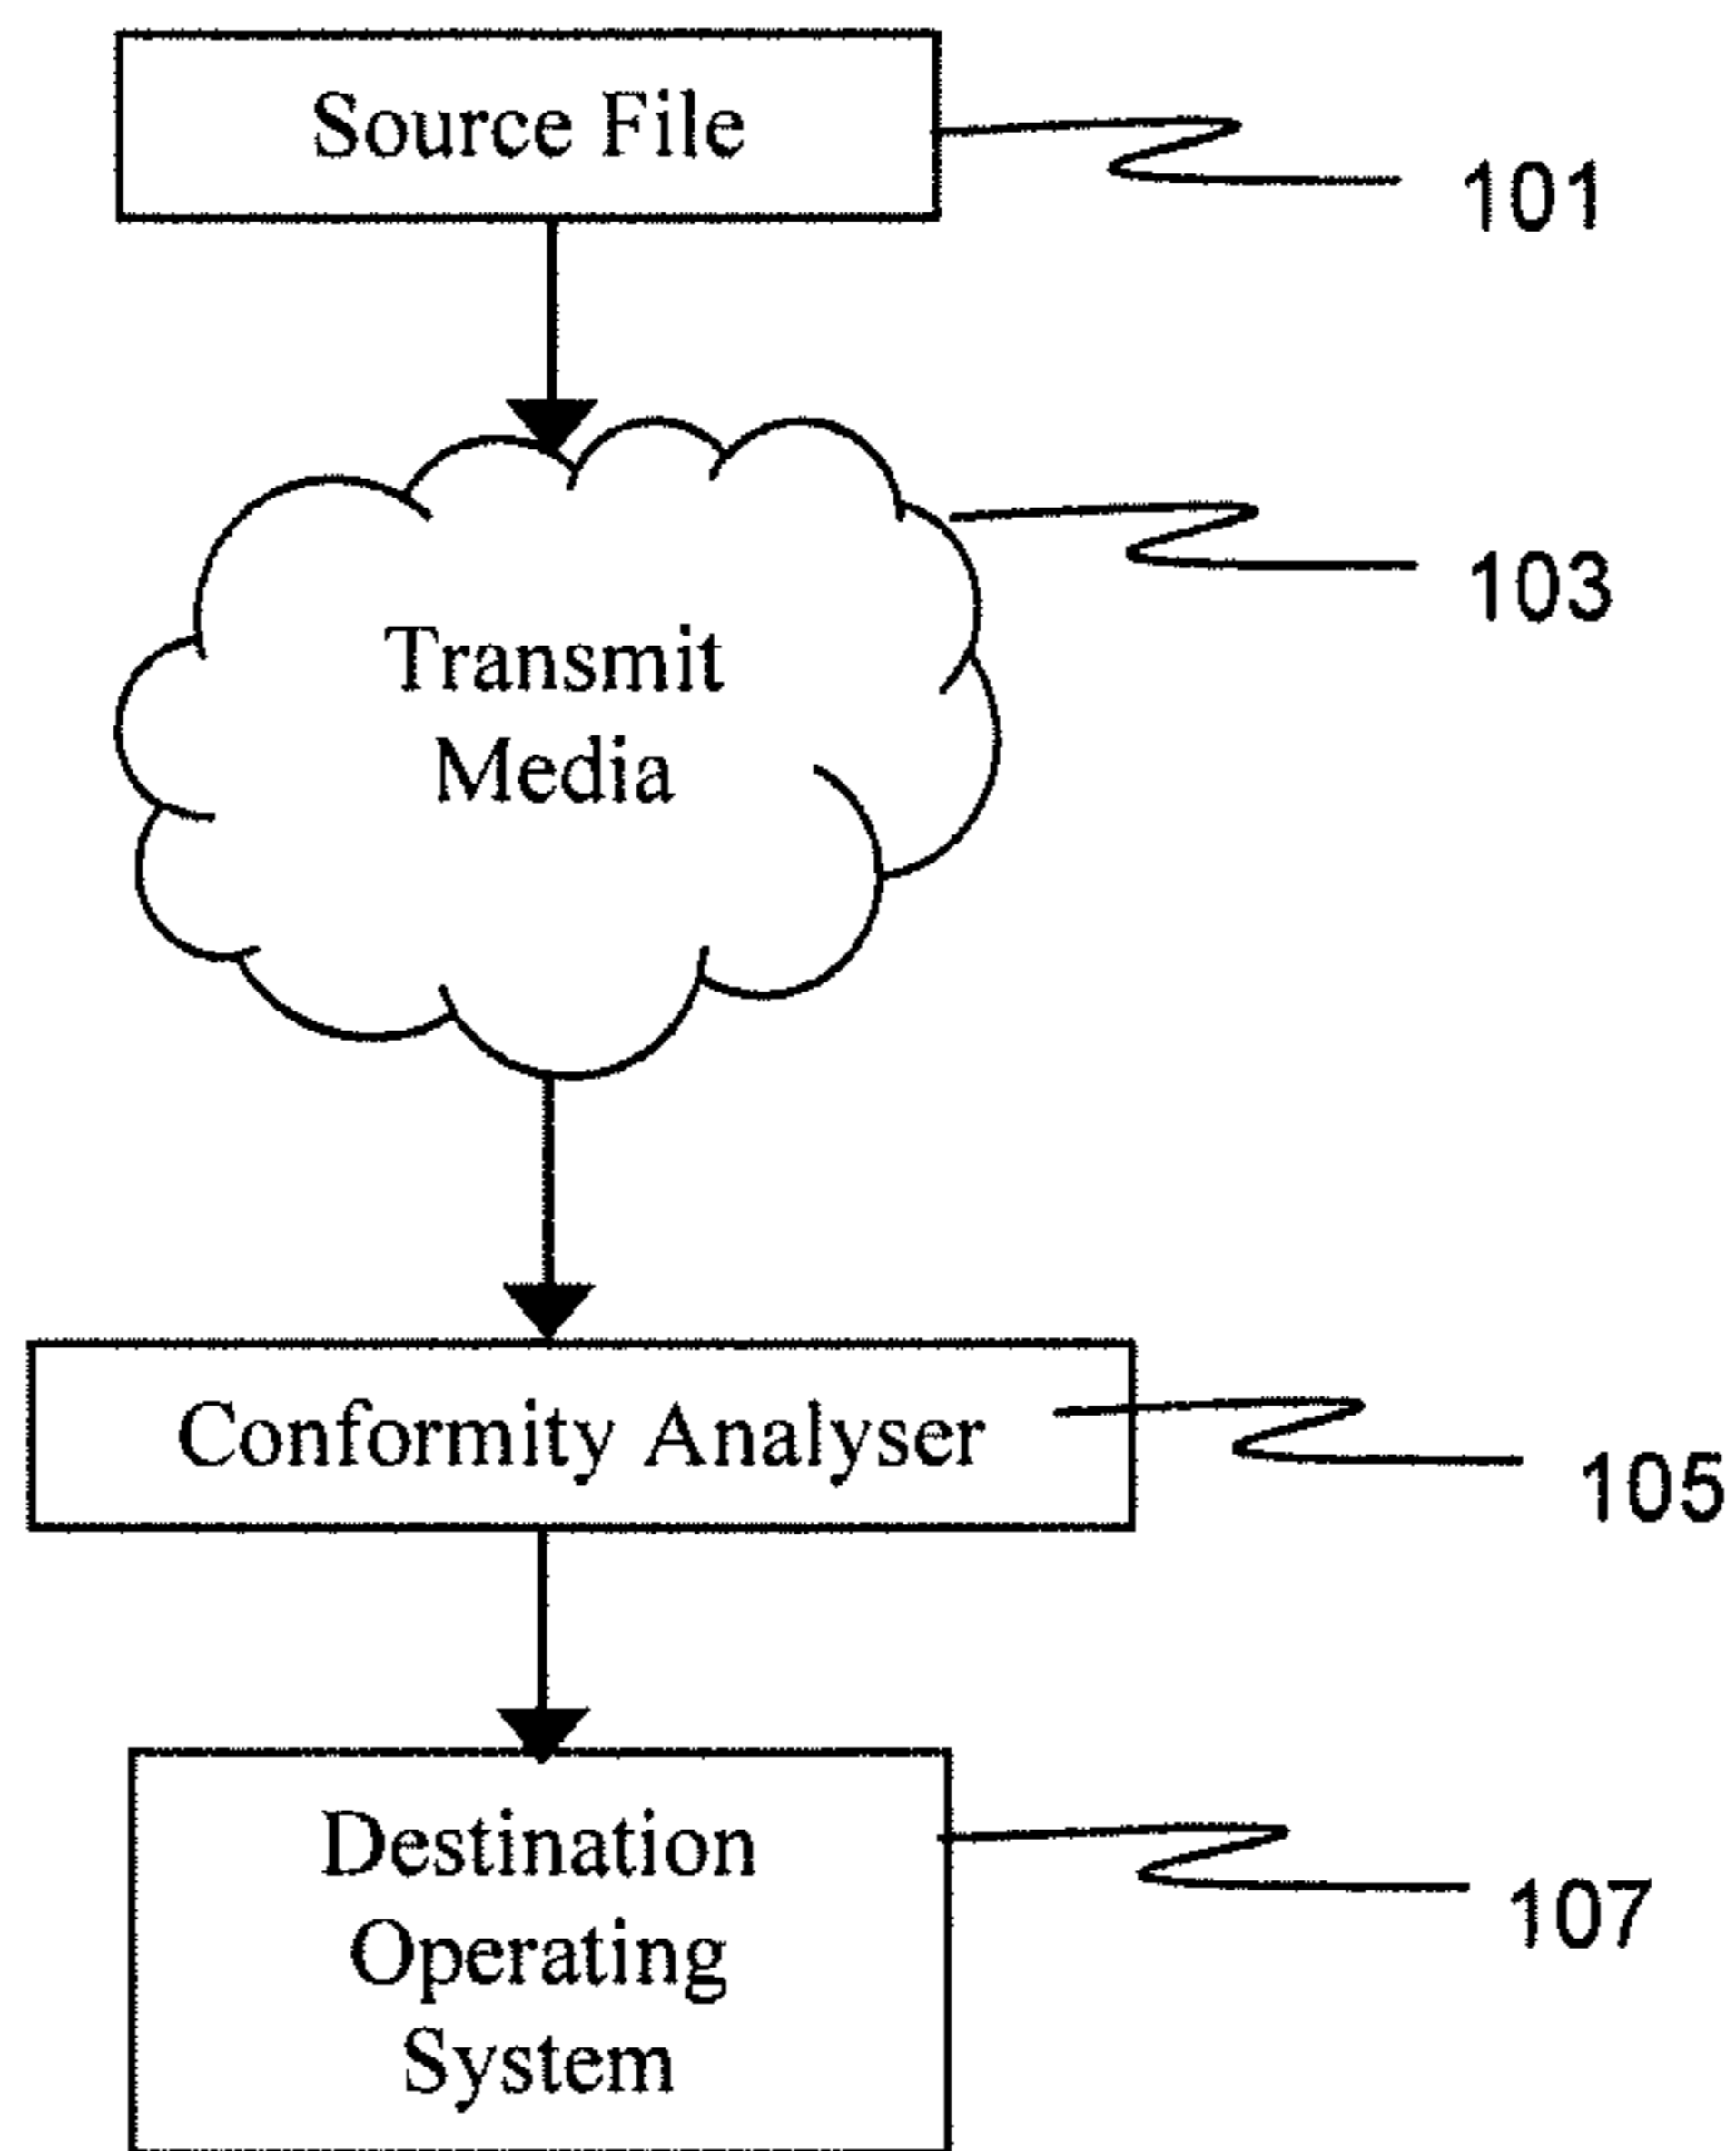 Source File
101
103
Transmit
Media
Conformity Analyser
105
Destination
Operating
System
107